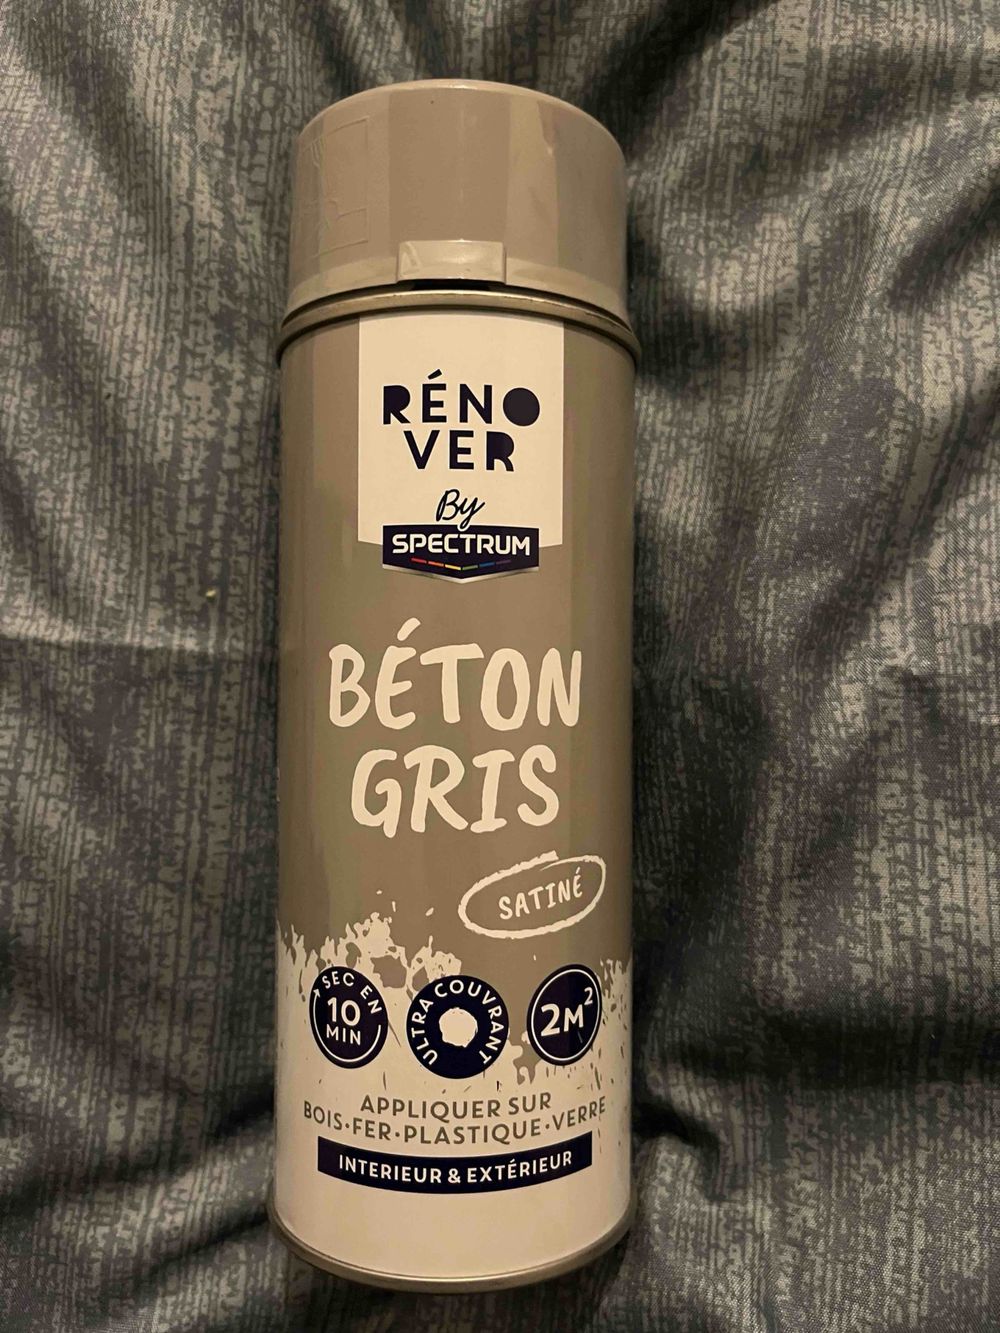 RÉNO
VER
By
SPECTRUM
BÉTON
GRIS
SATINÉ
SEC EN
10
MIN
ULTRA COUVRANT
2M²
APPLIQUER SUR
BOIS·FER·PLASTIQUE·VERRE
INTERIEUR & EXTÉRIEUR